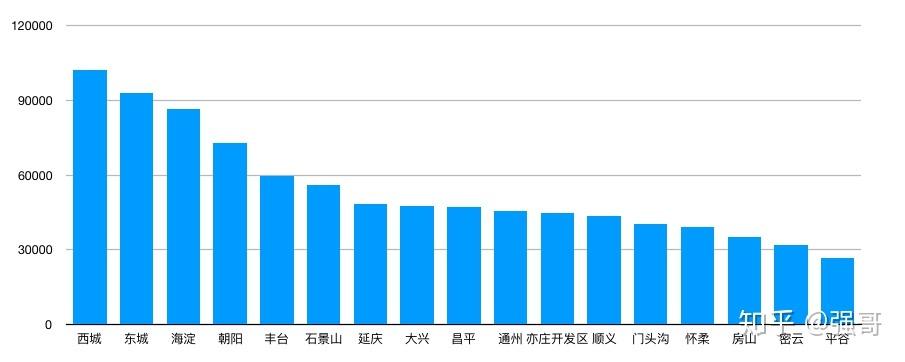 120000
90000
60000
30000
0
西城 东城 海淀 朝阳 丰台 石景山 延庆 大兴 昌平 通州 亦庄开发区 顺义 门头沟 怀柔 房山 密云 平谷
知乎 @强哥